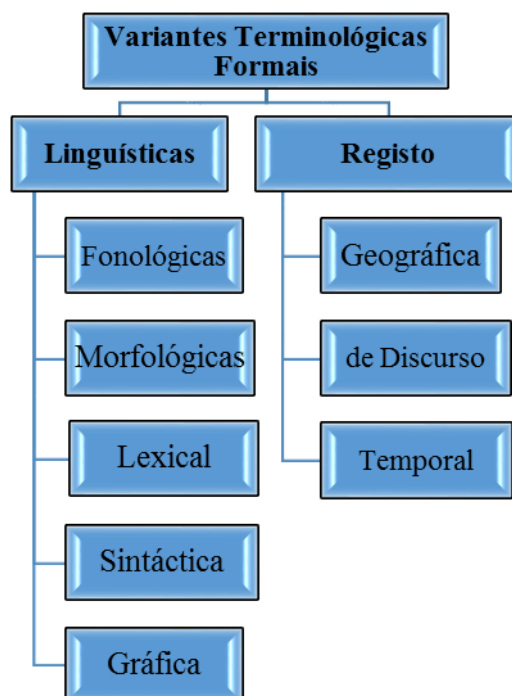 Variantes Terminológicas
Formais
Linguísticas
Fonológicas
Morfológicas
Lexical
Sintáctica
Gráfica
Registo
Geográfica
de Discurso
Temporal